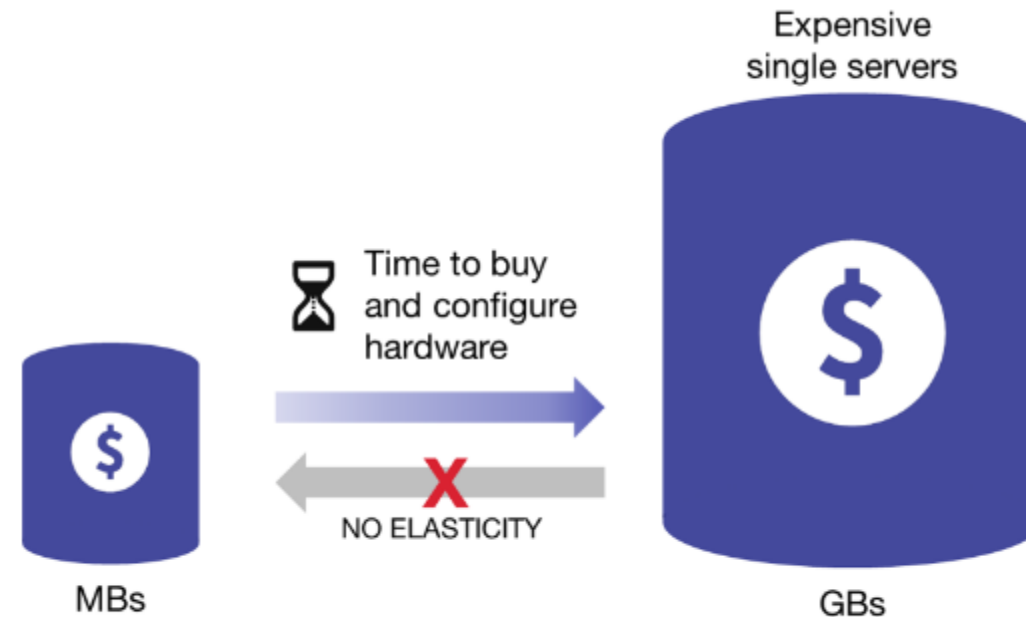 Expensive
single servers
Time to buy
and configure
hardware
$
$
X
NO ELASTICITY
MBs
GBs